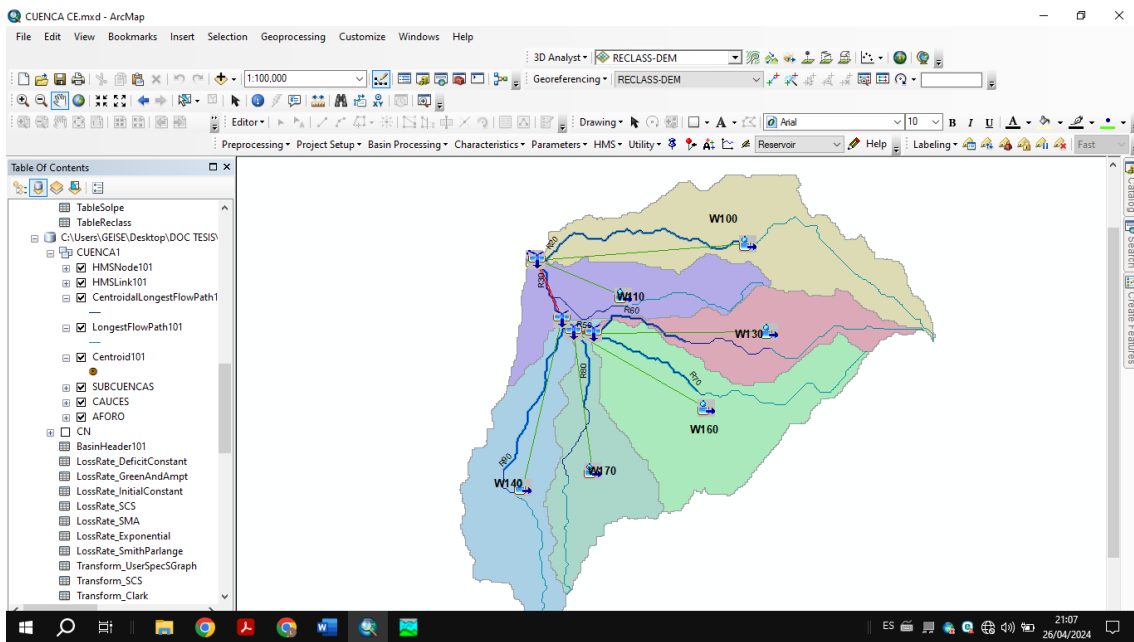 CUENCA CE.mxd - ArcMap
File Edit View Bookmarks Insert Selection Geoprocessing Customize Windows Help
3D Analyst RECLASS-DEM
1:100,000 Georeferencing RECLASS-DEM
Editor Drawing A Arial 10 B I U A
Preprocessing Project Setup Basin Processing Characteristics Parameters HMS Utility Reservoir Help Labeling Fast
Table Of Contents
TableSolpe
TableReclass
C:\Users\GEISE\Desktop\DOC TESIS\
CUENCA1
HMSNode101
HMSLink101
CentroidalLongestFlowPath1
LongestFlowPath101
Centroid101
SUBCUENCAS
CAUCES
AFORO
CN
BasinHeader101
LossRate_DeficitConstant
LossRate_GreenAndAmpt
LossRate_InitialConstant
LossRate_SCS
LossRate_SMA
LossRate_Exponential
LossRate_SmithParlange
Transform_UserSpecSGraph
Transform_SCS
Transform_Clark
W100
R20
R30
W110
R60
R50
W130
R80
R70
W160
R90
W140
W170
Catalog
Search
Create Features
ES
21:07
26/04/2024